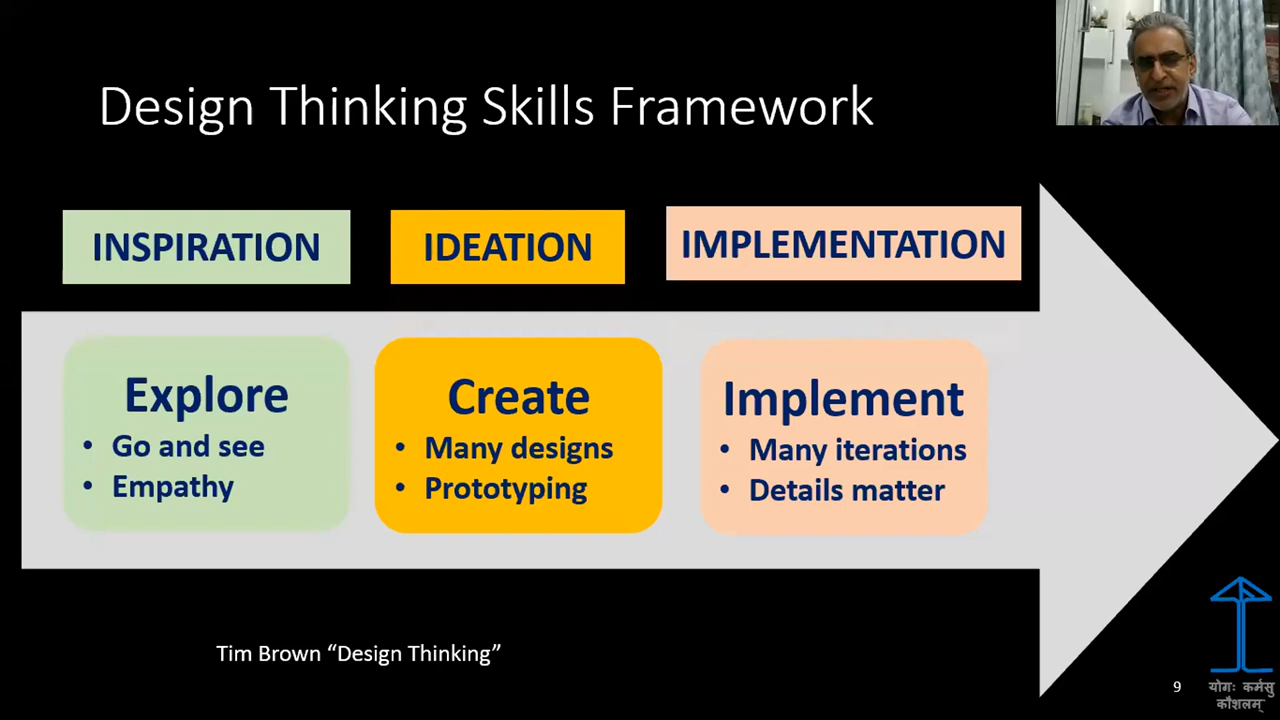 Design Thinking Skills Framework
INSPIRATION
IDEATION
IMPLEMENTATION
Explore
• Go and see
• Empathy
Create
• Many designs
• Prototyping
Implement
• Many iterations
• Details matter
Tim Brown “Design Thinking”
9
योगः कर्मसु
कौशलम्